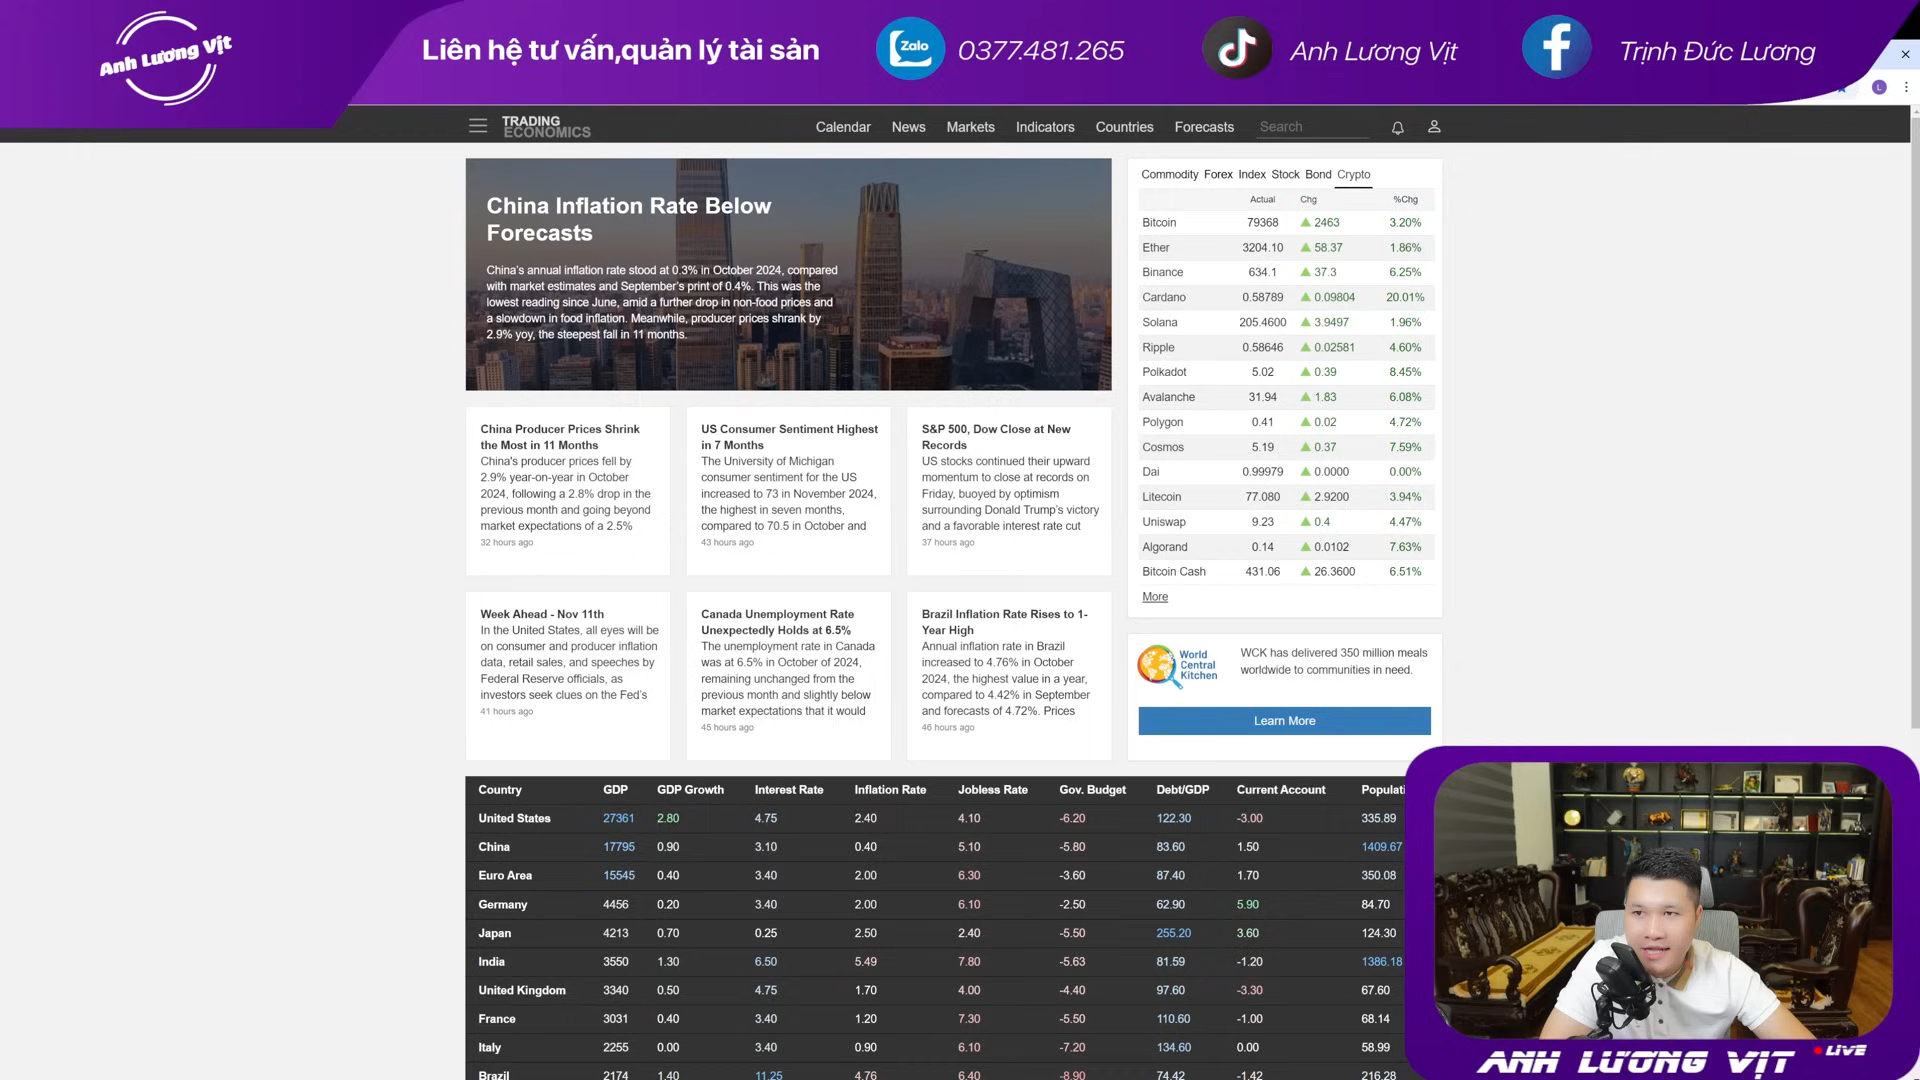 Anh Lương Vịt
Liên hệ tư vấn,quản lý tài sản
Zalo
0377.481.265
Anh Lương Vịt
Trịnh Đức Lương
L
TRADING
ECONOMICS
Calendar News Markets Indicators Countries Forecasts Search
China Inflation Rate Below
Forecasts
China's annual inflation rate stood at 0.3% in October 2024, compared
with market estimates and September's print of 0.4%. This was the
lowest reading since June, amid a further drop in non-food prices and
a slowdown in food inflation. Meanwhile, producer prices shrank by
2.9% yoy, the steepest fall in 11 months.
Commodity Forex Index Stock Bond Crypto
Actual Chg %Chg
Bitcoin 79368 ▲ 2463 3.20%
Ether 3204.10 ▲ 58.37 1.86%
Binance 634.1 ▲ 37.3 6.25%
Cardano 0.58789 ▲ 0.09804 20.01%
Solana 205.4600 ▲ 3.9497 1.96%
Ripple 0.58646 ▲ 0.02581 4.60%
Polkadot 5.02 ▲ 0.39 8.45%
Avalanche 31.94 ▲ 1.83 6.08%
Polygon 0.41 ▲ 0.02 4.72%
Cosmos 5.19 ▲ 0.37 7.59%
Dai 0.99979 ▲ 0.0000 0.00%
Litecoin 77.080 ▲ 2.9200 3.94%
Uniswap 9.23 ▲ 0.4 4.47%
Algorand 0.14 ▲ 0.0102 7.63%
Bitcoin Cash 431.06 ▲ 26.3600 6.51%
More
China Producer Prices Shrink
the Most in 11 Months
China's producer prices fell by
2.9% year-on-year in October
2024, following a 2.8% drop in the
previous month and going beyond
market expectations of a 2.5%
32 hours ago
US Consumer Sentiment Highest
in 7 Months
The University of Michigan
consumer sentiment for the US
increased to 73 in November 2024,
the highest in seven months,
compared to 70.5 in October and
43 hours ago
S&P 500, Dow Close at New
Records
US stocks continued their upward
momentum to close at records on
Friday, buoyed by optimism
surrounding Donald Trump's victory
and a favorable interest rate cut
37 hours ago
Week Ahead - Nov 11th
In the United States, all eyes will be
on consumer and producer inflation
data, retail sales, and speeches by
Federal Reserve officials, as
investors seek clues on the Fed's
41 hours ago
Canada Unemployment Rate
Unexpectedly Holds at 6.5%
The unemployment rate in Canada
was at 6.5% in October of 2024,
remaining unchanged from the
previous month and slightly below
market expectations that it would
45 hours ago
Brazil Inflation Rate Rises to 1-
Year High
Annual inflation rate in Brazil
increased to 4.76% in October
2024, the highest value in a year,
compared to 4.42% in September
and forecasts of 4.72%. Prices
46 hours ago
World
Central
Kitchen
WCK has delivered 350 million meals
worldwide to communities in need.
Learn More
Country GDP GDP Growth Interest Rate Inflation Rate Jobless Rate Gov. Budget Debt/GDP Current Account Populati
United States 27361 2.80 4.75 2.40 4.10 -6.20 122.30 -3.00 335.89
China 17795 0.90 3.10 0.40 5.10 -5.80 83.60 1.50 1409.67
Euro Area 15545 0.40 3.40 2.00 6.30 -3.60 87.40 1.70 350.08
Germany 4456 0.20 3.40 2.00 6.10 -2.50 62.90 5.90 84.70
Japan 4213 0.70 0.25 2.50 2.40 -5.50 255.20 3.60 124.30
India 3550 1.30 6.50 5.49 7.80 -5.63 81.59 -1.20 1386.18
United Kingdom 3340 0.50 4.75 1.70 4.00 -4.40 97.60 -3.30 67.60
France 3031 0.40 3.40 1.20 7.30 -5.50 110.60 -1.00 68.14
Italy 2255 0.00 3.40 0.90 6.10 -7.20 134.60 0.00 58.99
Brazil 2174 1.40 11.25 4.76 6.40 -8.90 74.42 -1.42 216.28
ANH LƯƠNG VỊT LIVE